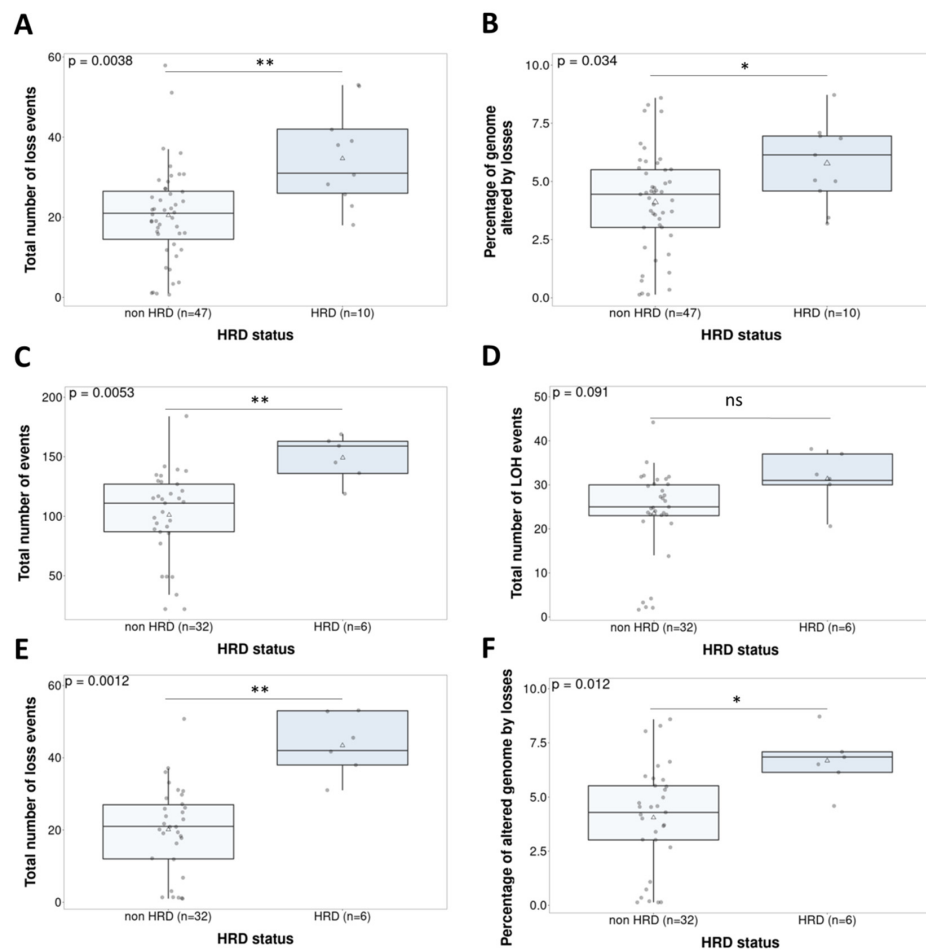 A
p = 0.0038
**
Total number of loss events
60
40
20
0
non HRD (n=47)
HRD (n=10)
HRD status
B
p = 0.034
*
Percentage of genome
altered by losses
10.0
7.5
5.0
2.5
0.0
non HRD (n=47)
HRD (n=10)
HRD status
C
p = 0.0053
**
Total number of events
200
150
100
50
non HRD (n=32)
HRD (n=6)
HRD status
D
p = 0.091
ns
Total number of LOH events
50
40
30
20
10
0
non HRD (n=32)
HRD (n=6)
HRD status
E
p = 0.0012
**
Total number of loss events
60
40
20
0
non HRD (n=32)
HRD (n=6)
HRD status
F
p = 0.012
*
Percentage of altered genome by losses
10.0
7.5
5.0
2.5
0.0
non HRD (n=32)
HRD (n=6)
HRD status